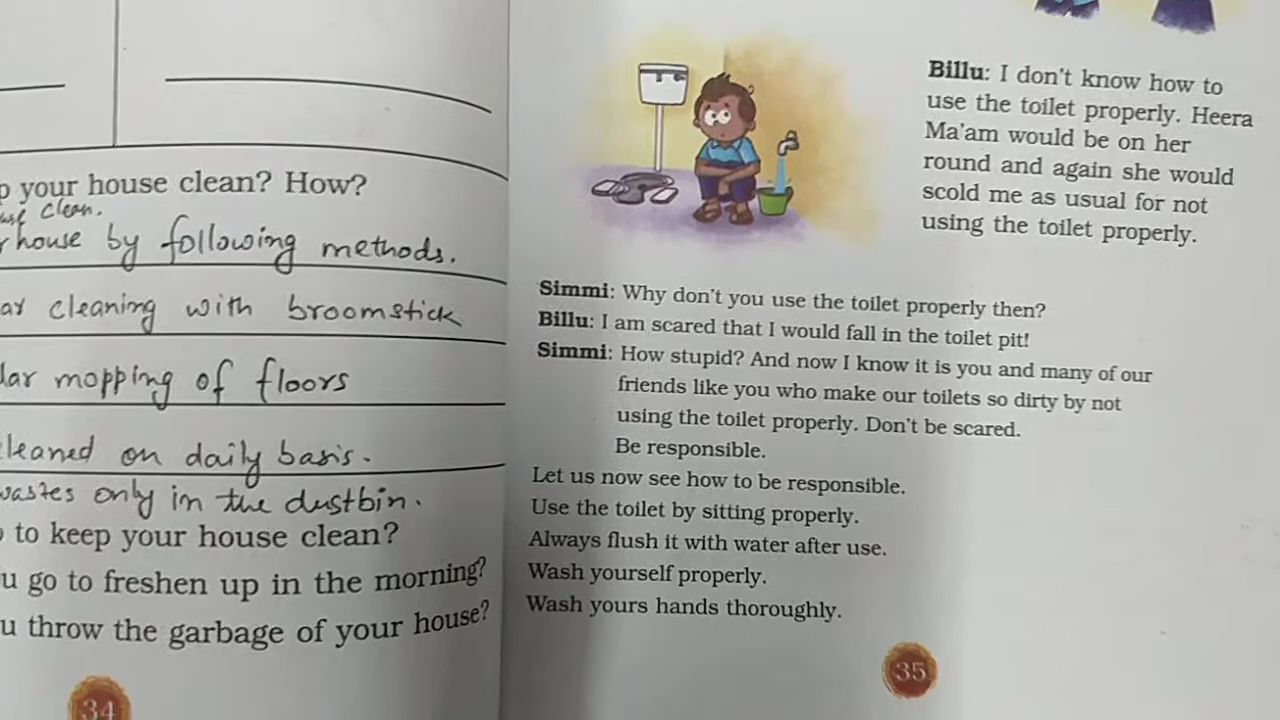 your house clean? How?
clean.
house by following methods.
cleaning with broomstick
mopping of floors
cleaned on daily basis.
wastes only in the dustbin.
to keep your house clean?
u go to freshen up in the morning?
u throw the garbage of your house?
34
Billu: I don't know how to
use the toilet properly. Heera
Ma'am would be on her
round and again she would
scold me as usual for not
using the toilet properly.
Simmi: Why don't you use the toilet properly then?
Billu: I am scared that I would fall in the toilet pit!
Simmi: How stupid? And now I know it is you and many of our
friends like you who make our toilets so dirty by not
using the toilet properly. Don't be scared.
Be responsible.
Let us now see how to be responsible.
Use the toilet by sitting properly.
Always flush it with water after use.
Wash yourself properly.
Wash yours hands thoroughly.
35